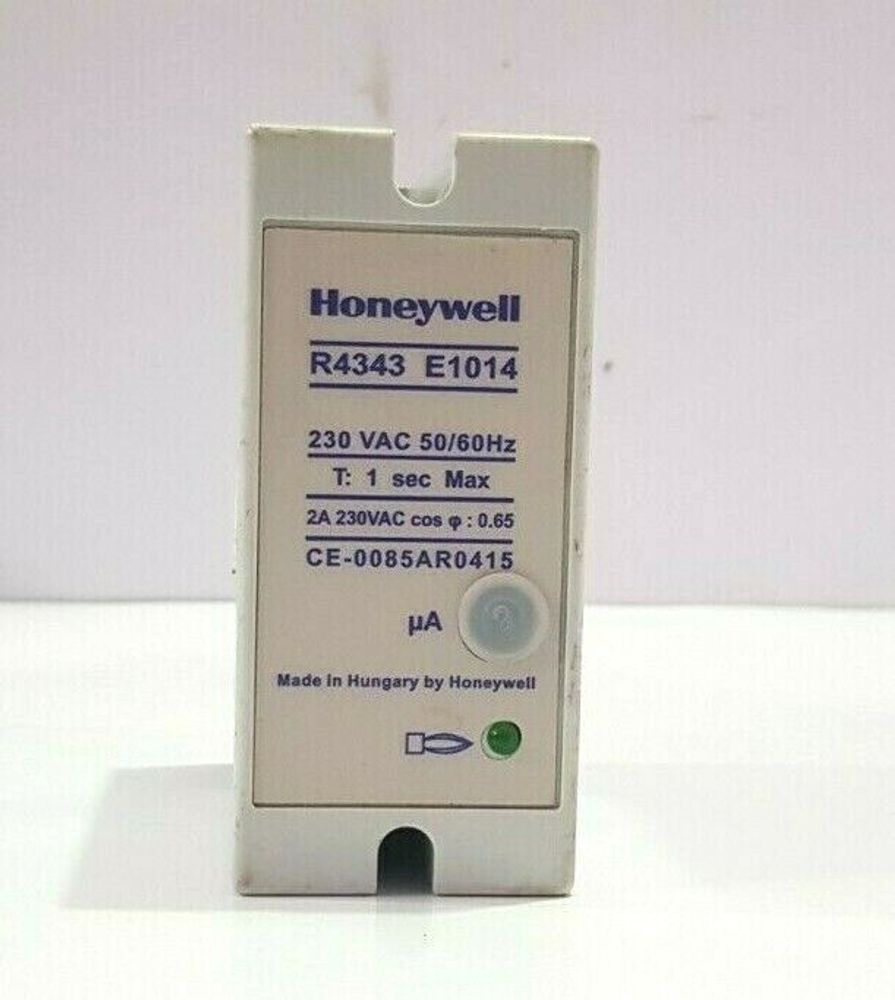 Honeywell
R4343 E1014
230 VAC 50/60Hz
T: 1 sec Max
2A 230VAC cos φ : 0.65
CE-0085AR0415
µA
Made in Hungary by Honeywell